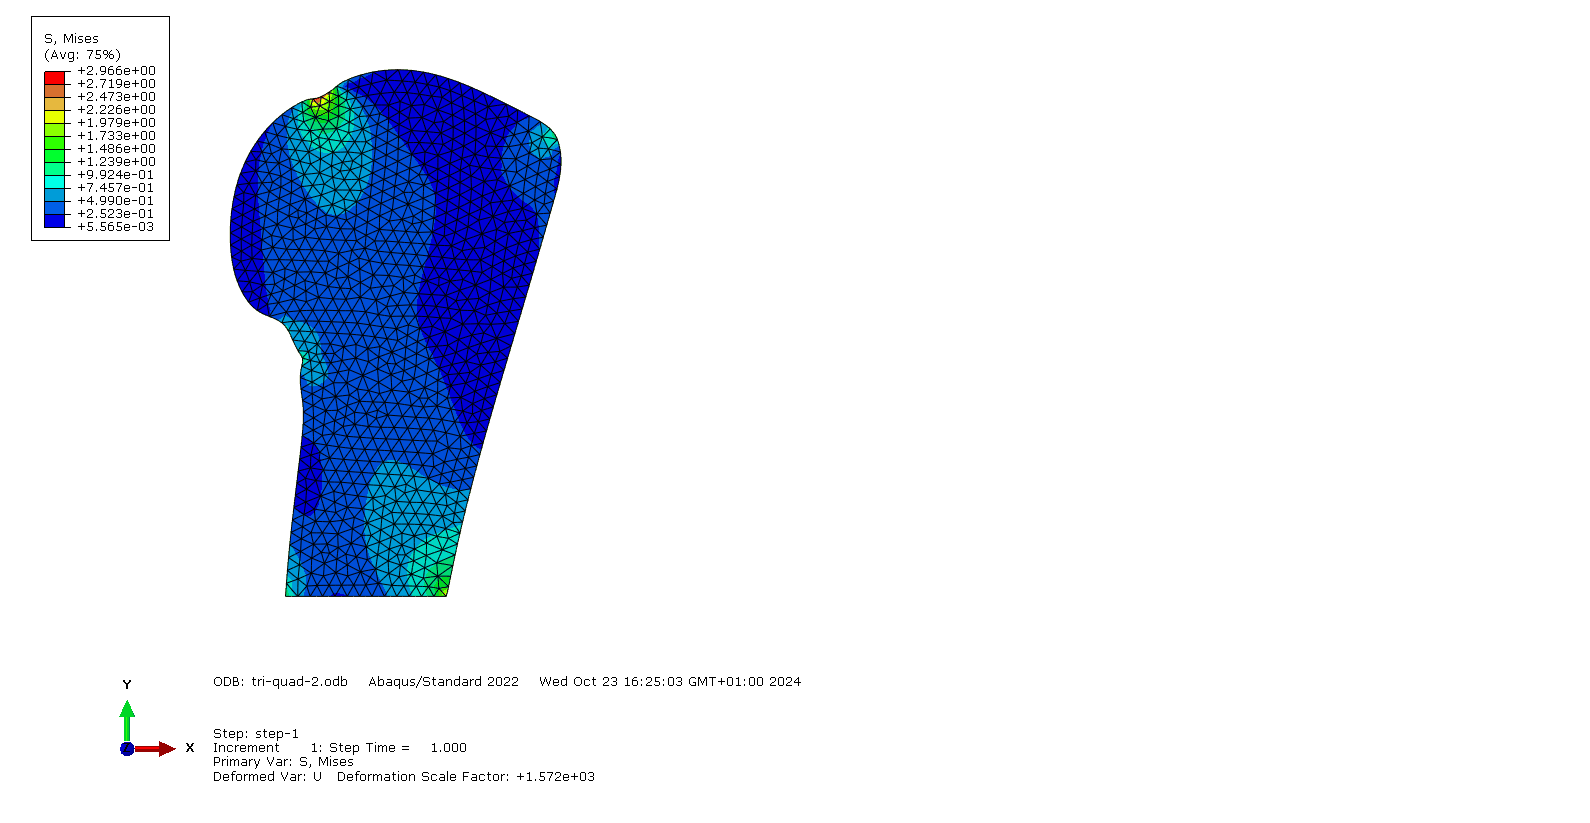 S, Mises
(Avg: 75%)
+2.966e+00
+2.719e+00
+2.473e+00
+2.226e+00
+1.979e+00
+1.733e+00
+1.486e+00
+1.239e+00
+9.924e-01
+7.457e-01
+4.990e-01
+2.523e-01
+5.565e-03
Y
X
ODB: tri-quad-2.odb Abaqus/Standard 2022 Wed Oct 23 16:25:03 GMT+01:00 2024
Step: step-1
Increment 1: Step Time = 1.000
Primary Var: S, Mises
Deformed Var: U Deformation Scale Factor: +1.572e+03